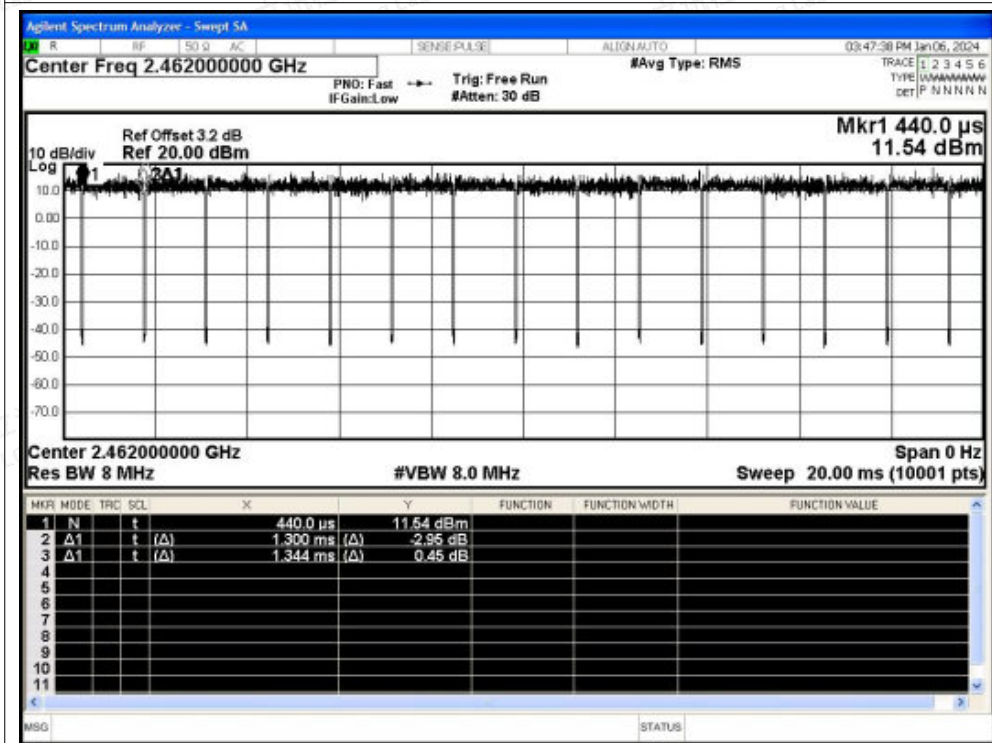 Agilent Spectrum Analyzer - Swept SA
LXI R RF 50 Ω AC SENSE:PULSE ALIGN AUTO 03:47:38 PM Jan 06, 2024
Center Freq 2.462000000 GHz #Avg Type: RMS TRACE 1 2 3 4 5 6
PNO: Fast Trig: Free Run TYPE WWWWWW
IFGain:Low #Atten: 30 dB DET P N N N N N
Mkr1 440.0 µs
Ref Offset 3.2 dB
10 dB/div Ref 20.00 dBm 11.54 dBm
Log
1 2Δ1
10.0
0.00
-10.0
-20.0
-30.0
-40.0
-50.0
-60.0
-70.0
Center 2.462000000 GHz Span 0 Hz
Res BW 8 MHz #VBW 8.0 MHz Sweep 20.00 ms (10001 pts)
MKR MODE TRC SCL X Y FUNCTION FUNCTION WIDTH FUNCTION VALUE
1 N t 440.0 µs 11.54 dBm
2 Δ1 t (Δ) 1.300 ms (Δ) -2.95 dB
3 Δ1 t (Δ) 1.344 ms (Δ) 0.45 dB
4
5
6
7
8
9
10
11
MSG STATUS